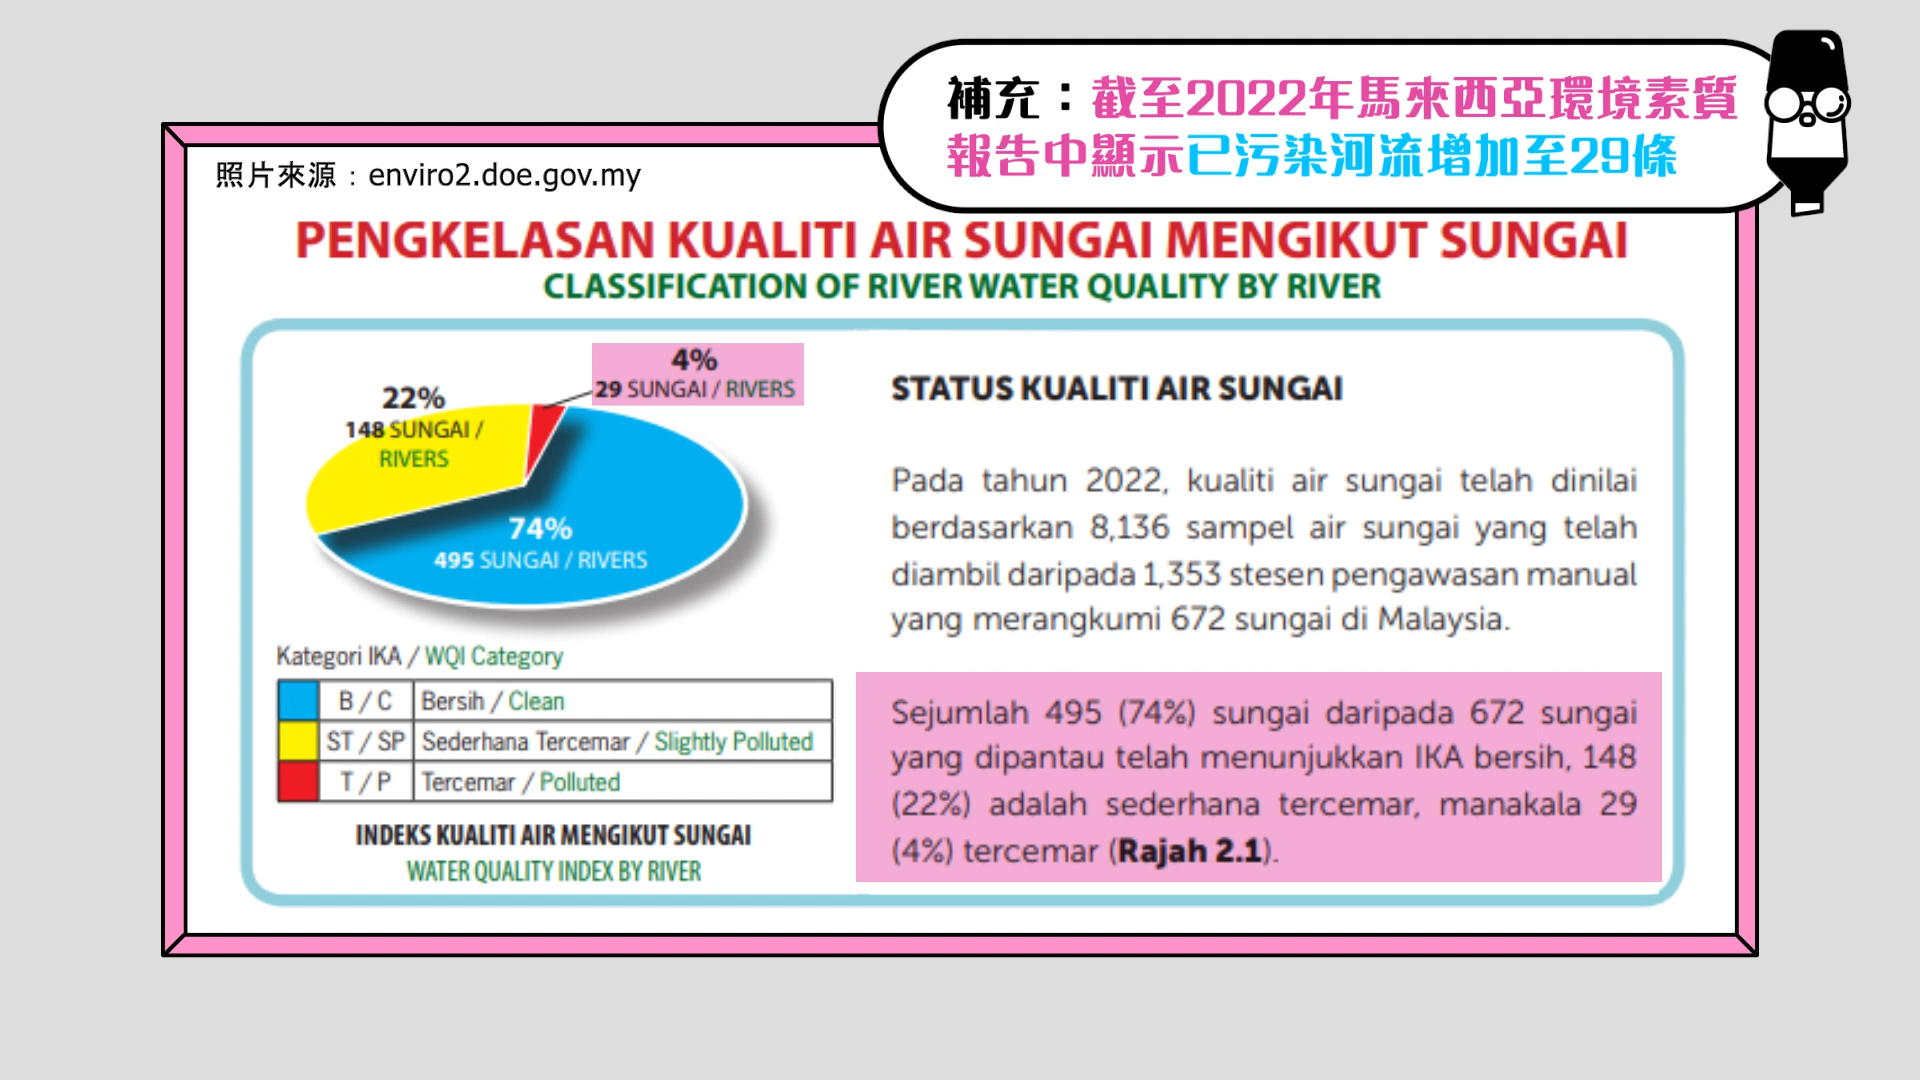 補充：截至2022年馬來西亞環境素質
報告中顯示已污染河流增加至29條
照片來源：enviro2.doe.gov.my
PENGKELASAN KUALITI AIR SUNGAI MENGIKUT SUNGAI
CLASSIFICATION OF RIVER WATER QUALITY BY RIVER
4%
29 SUNGAI / RIVERS
22%
148 SUNGAI /
RIVERS
74%
495 SUNGAI / RIVERS
Kategori IKA / WQI Category
B / C Bersih / Clean
ST / SP Sederhana Tercemar / Slightly Polluted
T / P Tercemar / Polluted
INDEKS KUALITI AIR MENGIKUT SUNGAI
WATER QUALITY INDEX BY RIVER
STATUS KUALITI AIR SUNGAI
Pada tahun 2022, kualiti air sungai telah dinilai
berdasarkan 8,136 sampel air sungai yang telah
diambil daripada 1,353 stesen pengawasan manual
yang merangkumi 672 sungai di Malaysia.
Sejumlah 495 (74%) sungai daripada 672 sungai
yang dipantau telah menunjukkan IKA bersih, 148
(22%) adalah sederhana tercemar, manakala 29
(4%) tercemar (Rajah 2.1).